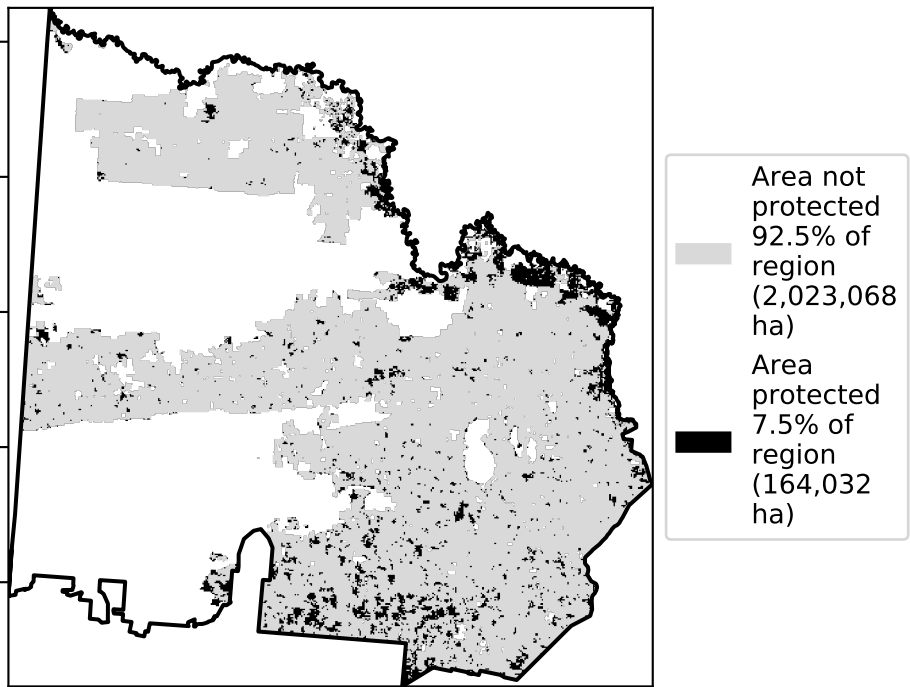 Area not
protected
92.5% of
region
(2,023,068
ha)
Area
protected
7.5% of
region
(164,032
ha)